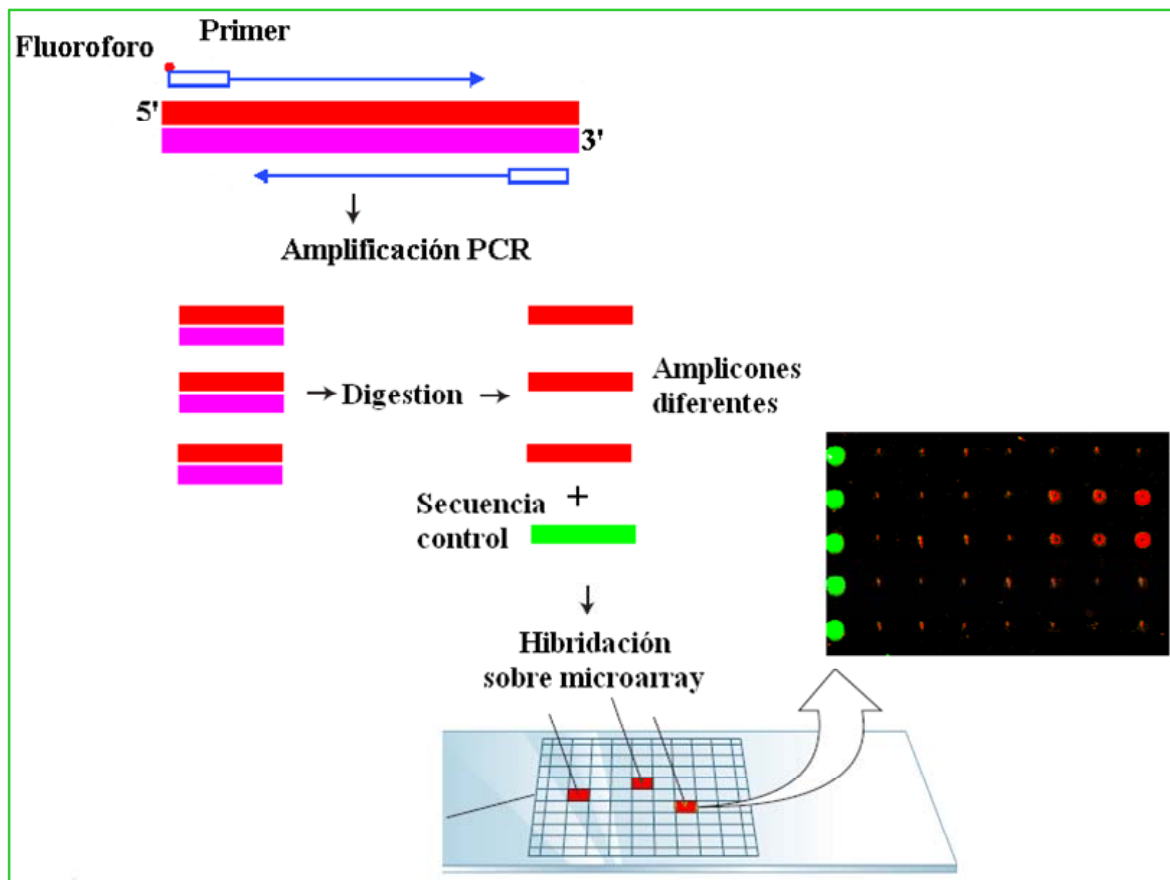 Primer
Fluoroforo
5'
3'
Amplificación PCR
Digestion
Amplicones
diferentes
Secuencia
control
+
Hibridación
sobre microarray